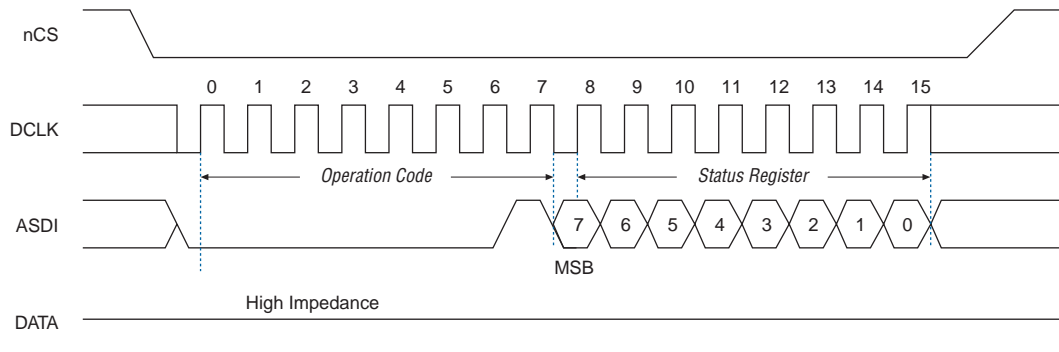 nCS
0 1 2 3 4 5 6 7 8 9 10 11 12 13 14 15
DCLK
Operation Code Status Register
ASDI
7 6 5 4 3 2 1 0
MSB
High Impedance
DATA